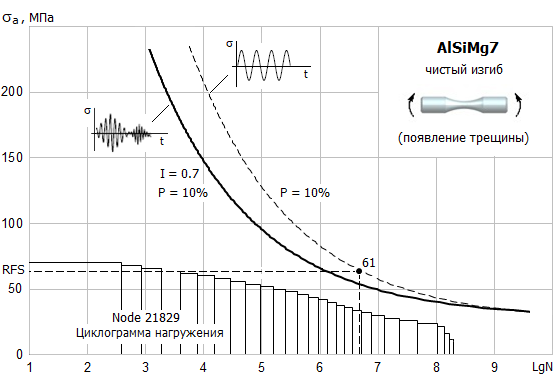 σa , МПа
AlSiMg7
чистый изгиб
(появление трещины)
σ
t
σ
t
I = 0.7
P = 10%
P = 10%
200
150
100
RFS
50
0
61
Node 21829
Циклограмма нагружения
1 2 3 4 5 6 7 8 9 LgN